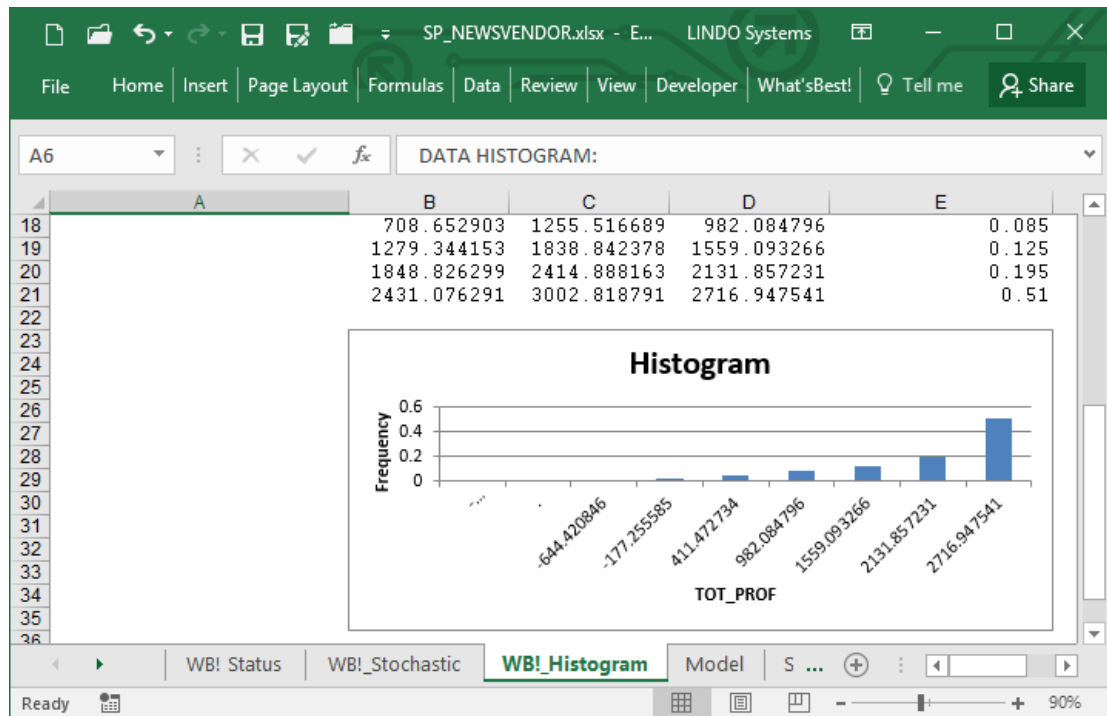 SP_NEWSVENDOR.xlsx - E... LINDO Systems
File Home Insert Page Layout Formulas Data Review View Developer What'sBest! Tell me Share
A6 fx DATA HISTOGRAM:
A B C D E
18 708.652903 1255.516689 982.084796 0.085
19 1279.344153 1838.842378 1559.093266 0.125
20 1848.826299 2414.888163 2131.857231 0.195
21 2431.076291 3002.818791 2716.947541 0.51
22
23
24 Histogram
25
26 0.6
27 0.4
28 0.2
29 0
Frequency
30
31
32
33
-... . -644.420846 -177.255585 411.472734 982.084796 1559.093266 2131.857231 2716.947541
34 TOT_PROF
35
36
WB! Status WB!_Stochastic WB!_Histogram Model S ...
Ready 90%